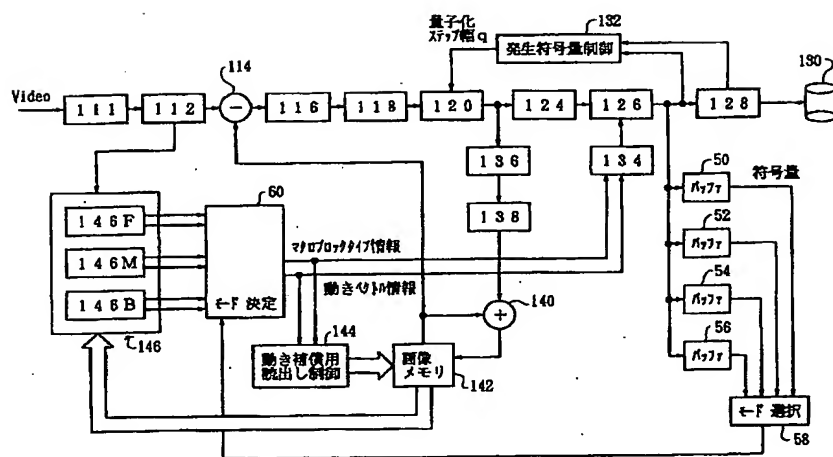 量子化
ステップ幅q
132
発生符号量制御
130
114
Video
111
112
−
116
118
120
124
126
128
136
134
50
バッファ
符号量
138
60
146F
52
バッファ
マクロブロックタイプ情報
146M
54
バッファ
動きベクトル情報
146B
モード 決定
+
140
146
144
56
バッファ
動き補償用
読出し制御
画像
メモリ
142
モード 選択
58